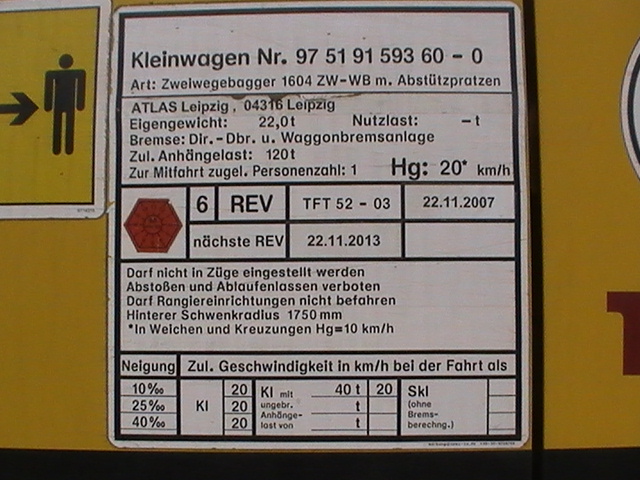 Kleinwagen Nr. 97 51 91 593 60 - 0
Art: Zweiwegebagger 1604 ZW-WB m. Abstützpratzen
ATLAS Leipzig, 04316 Leipzig
Eigengewicht: 22,0t Nutzlast: -t
Bremse: Dir.-Dbr. u. Waggonbremsanlage
Zul. Anhängelast: 120t
Zur Mitfahrt zugel. Personenzahl: 1 Hg: 20* km/h
6 REV TFT 52 - 03 22.11.2007
nächste REV 22.11.2013
Darf nicht in Züge eingestellt werden
Abstoßen und Ablaufenlassen verboten
Darf Rangiereinrichtungen nicht befahren
Hinterer Schwenkradius 1750 mm
*In Weichen und Kreuzungen Hg=10 km/h
Neigung Zul. Geschwindigkeit in km/h bei der Fahrt als
10‰ Kl 20 Kl mit 40 t 20 Skl
25‰ 20 ungebr. t (ohne
Anhänge- Brems-
40‰ 20 last von t berechng.)